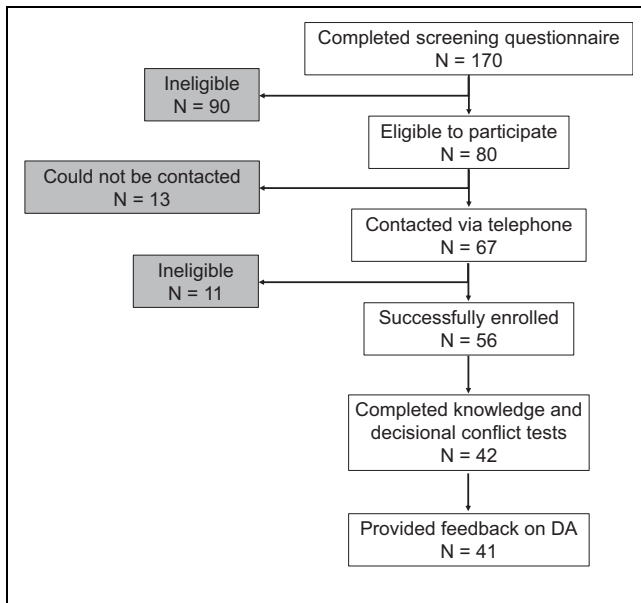 Completed screening questionnaire
N = 170
Ineligible
N = 90
Eligible to participate
N = 80
Could not be contacted
N = 13
Contacted via telephone
N = 67
Ineligible
N = 11
Successfully enrolled
N = 56
Completed knowledge and
decisional conflict tests
N = 42
Provided feedback on DA
N = 41